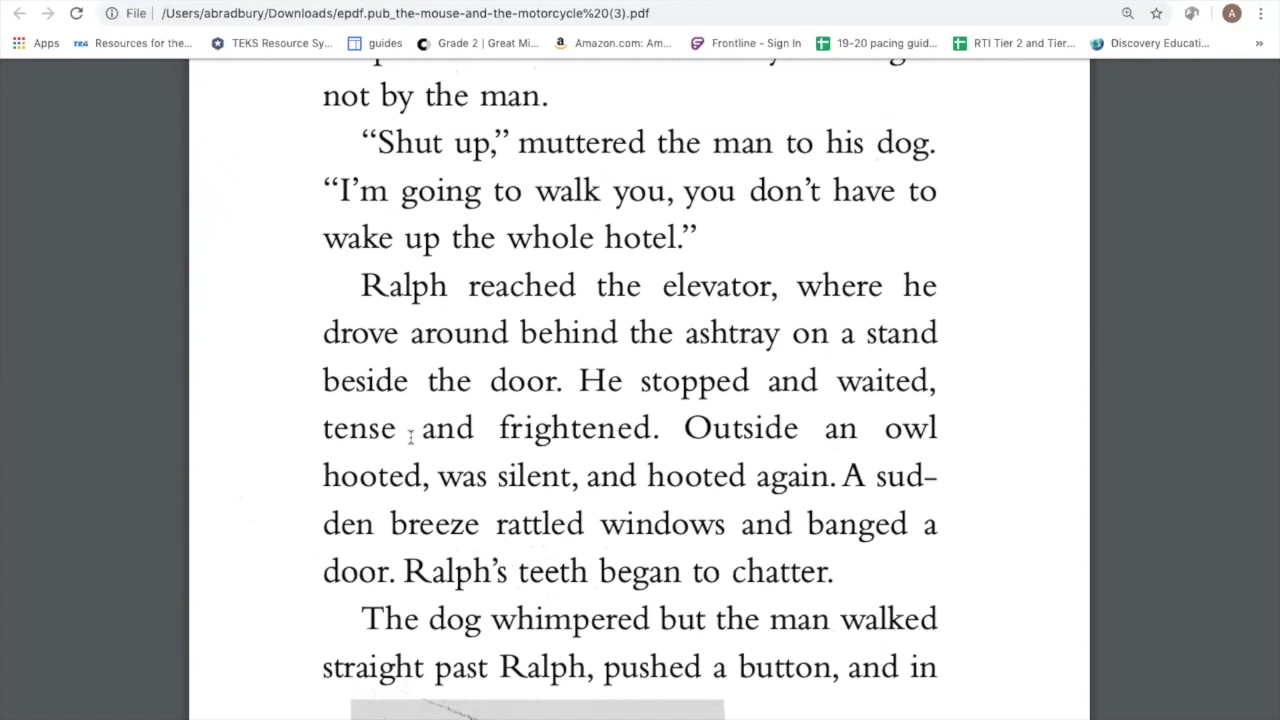 File /Users/abradbury/Downloads/epdf.pub_the-mouse-and-the-motorcycle%20(3).pdf A
Apps TEA Resources for the... TEKS Resource Sy... guides Grade 2 | Great Mi... Amazon.com: Am... Frontline - Sign In 19-20 pacing guid... RTI Tier 2 and Tier... Discovery Educati... »
not by the man.
“Shut up,” muttered the man to his dog.
“I’m going to walk you, you don’t have to
wake up the whole hotel.”
Ralph reached the elevator, where he
drove around behind the ashtray on a stand
beside the door. He stopped and waited,
tense and frightened. Outside an owl
hooted, was silent, and hooted again. A sud-
den breeze rattled windows and banged a
door. Ralph’s teeth began to chatter.
The dog whimpered but the man walked
straight past Ralph, pushed a button, and in